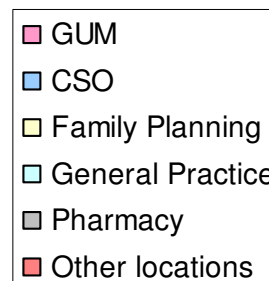 GUM
CSO
Family Planning
General Practice
Pharmacy
Other locations